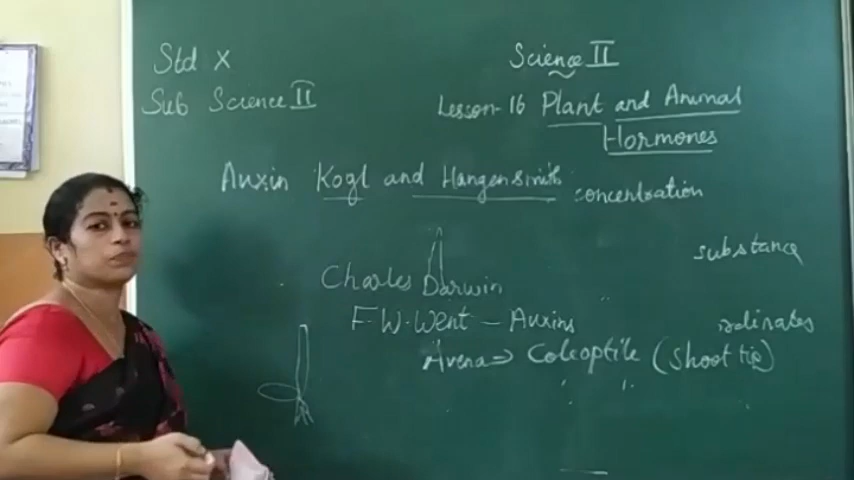 Std X
Science II
Sub Science II
Lesson-16 Plant and Animal
Hormones
Auxin Kogl and Hangensmith concentration
substance
Charles Darwin
F.W.Went - Auxins
Avena => Coleoptile (Shoot tip)